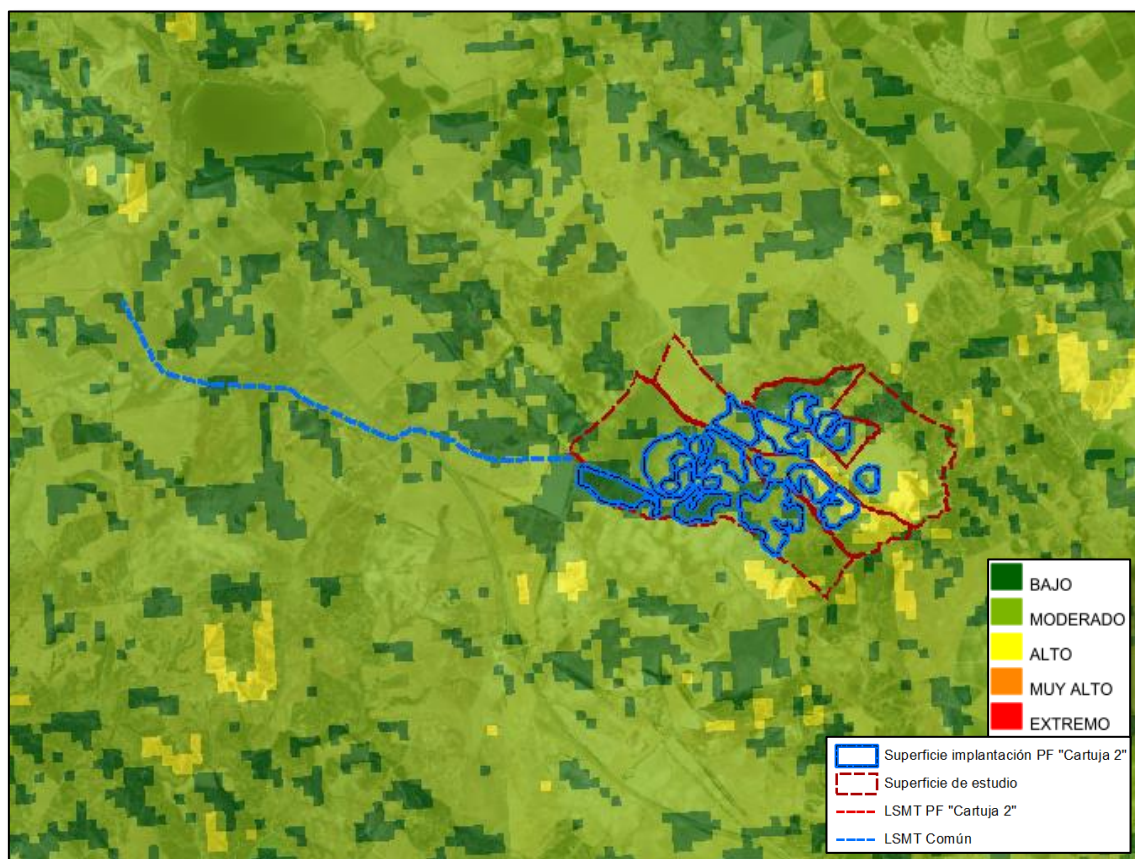 BAJO
MODERADO
ALTO
MUY ALTO
EXTREMO
Superficie implantación PF "Cartuja 2"
Superficie de estudio
LSMT PF "Cartuja 2"
LSMT Común